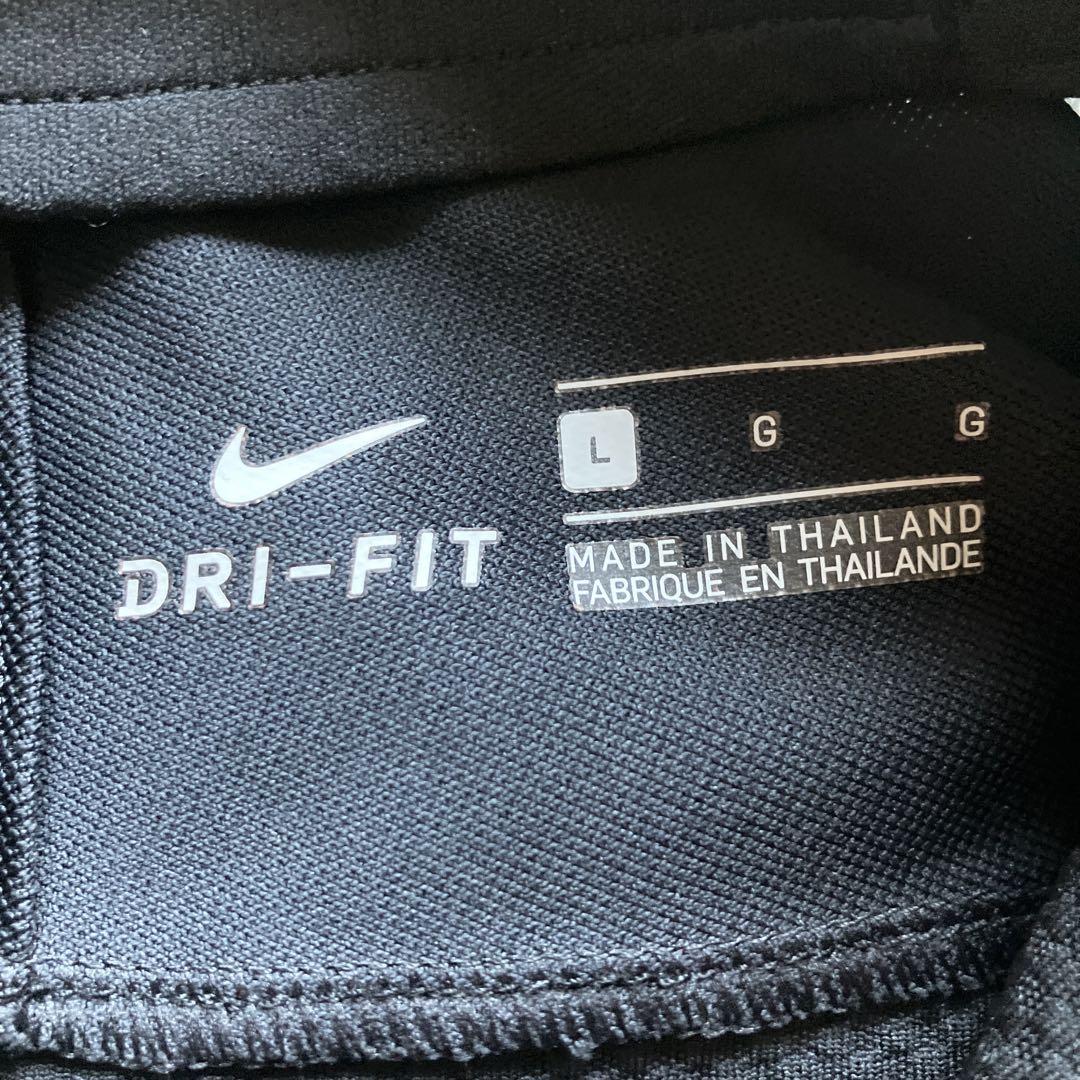 DRI-FIT
L G G
MADE IN THAILAND
FABRIQUE EN THAILANDE